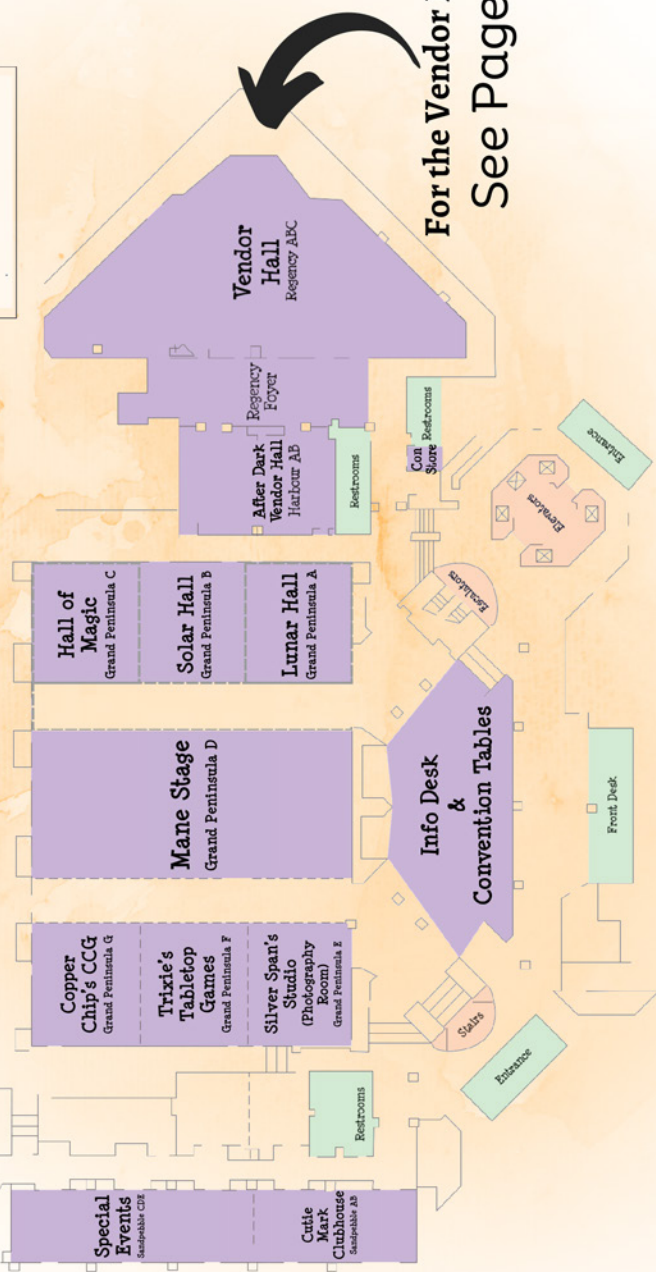 For the Vendor
See Page
Special
Events
Sandpebble CDE
Cutie
Mark
Clubhouse
Sandpebble AB
Restrooms
Copper
Chip's CCG
Grand Peninsula G
Trixie's
Tabletop
Games
Grand Peninsula F
Silver Span's
Studio
(Photography
Room)
Grand Peninsula E
Stairs
Entrance
Mane Stage
Grand Peninsula D
Info Desk
&
Convention Tables
Front Desk
Hall of
Magic
Grand Peninsula C
Solar Hall
Grand Peninsula B
Lunar Hall
Grand Peninsula A
Escalators
Elevators
Entrance
After Dark
Vendor Hall
Harbour AB
Restrooms
Con
Store
Restrooms
Regency
Foyer
Vendor
Hall
Regency ABC